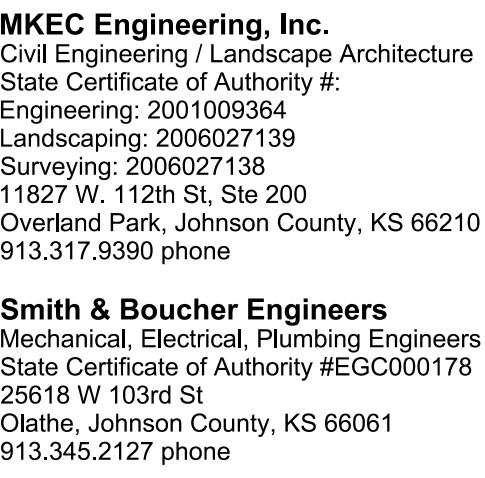 MKEC Engineering, Inc.
Civil Engineering / Landscape Architecture
State Certificate of Authority #:
Engineering: 2001009364
Landscaping: 2006027139
Surveying: 2006027138
11827 W. 112th St, Ste 200
Overland Park, Johnson County, KS 66210
913.317.9390 phone
Smith & Boucher Engineers
Mechanical, Electrical, Plumbing Engineers
State Certificate of Authority #EGC000178
25618 W 103rd St
Olathe, Johnson County, KS 66061
913.345.2127 phone